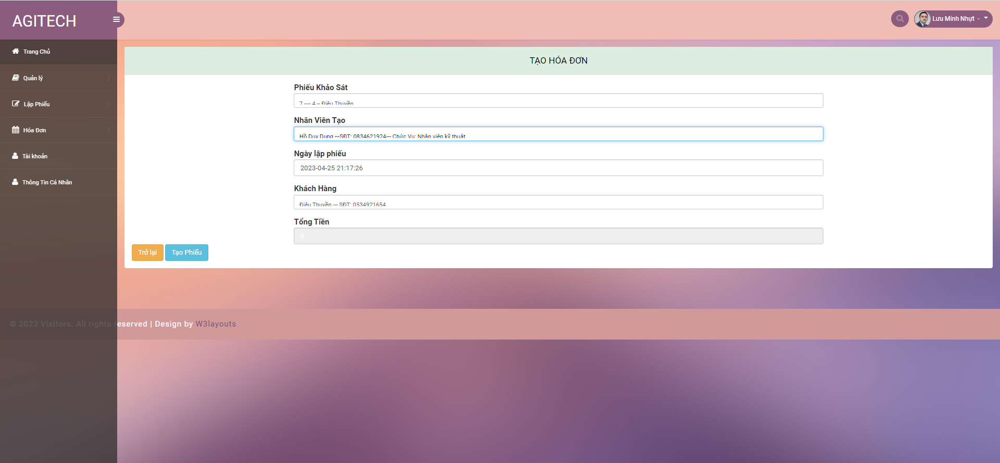 AGITECH
Lưu Minh Nhựt
Trang Chủ
Quản lý
Lập Phiếu
Hóa Đơn
Tài khoản
Thông Tin Cá Nhân
TẠO HÓA ĐƠN
Phiếu Khảo Sát
7 ---- 4 -- Điêu Thuyền
Nhân Viên Tạo
Hồ Duy Dung ---SĐT: 0834621924--- Chức Vụ: Nhân viên kỹ thuật
Ngày lập phiếu
2023-04-25 21:17:26
Khách Hàng
Điêu Thuyền --- SĐT: 0534921654
Tổng Tiền
0
Trở lại
Tạo Phiếu
© 2023 Visitors. All rights reserved | Design by W3layouts